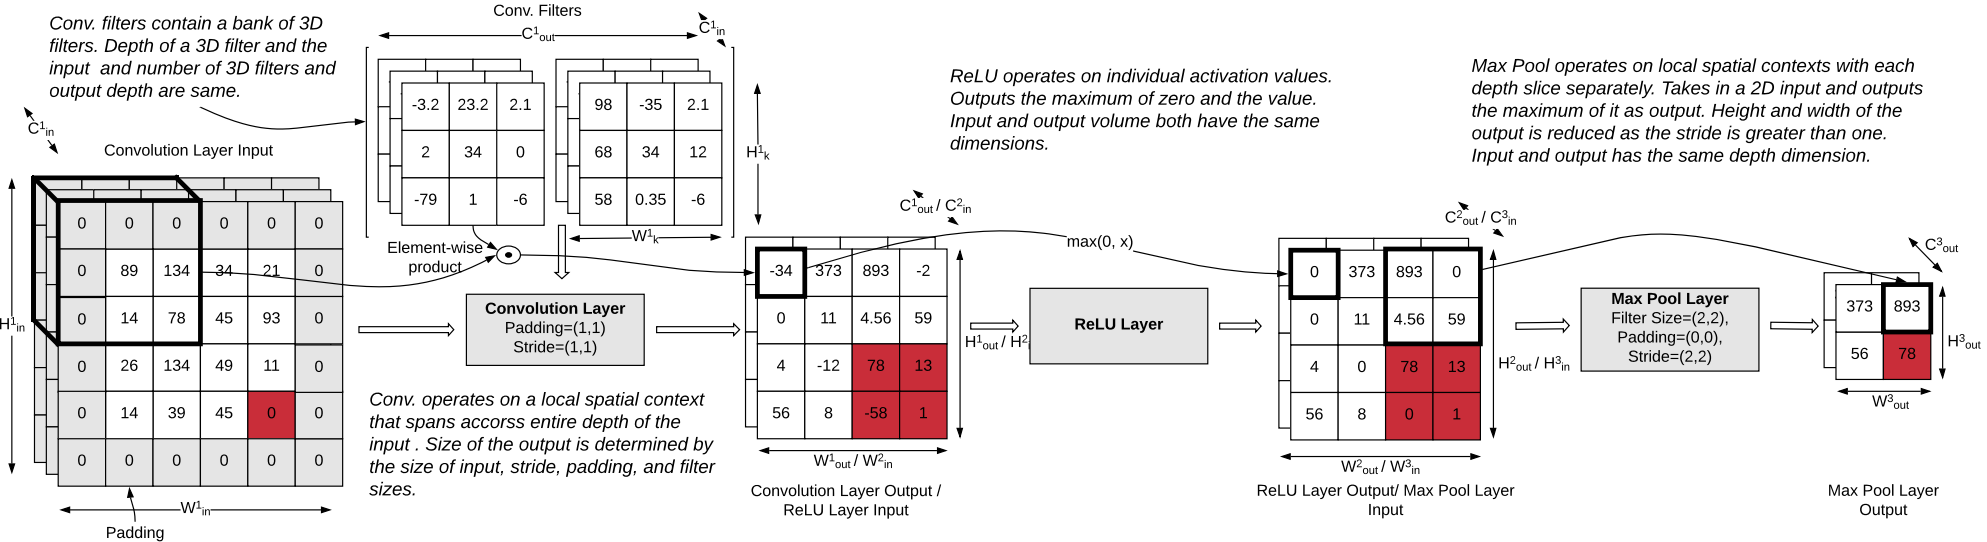 Conv. filters contain a bank of 3D
filters. Depth of a 3D filter and the
input and number of 3D filters and
output depth are same.
C¹in
Convolution Layer Input
H¹in
0 0 0 0 0 0
0 89 134 34 21 0
0 14 78 45 93 0
0 26 134 49 11 0
0 14 39 45 0 0
0 0 0 0 0 0
W¹in
Padding
Conv. Filters
C¹out
C¹in
-3.2 23.2 2.1
2 34 0
-79 1 -6
98 -35 2.1
68 34 12
58 0.35 -6
H¹k
W¹k
Element-wise
product
Convolution Layer
Padding=(1,1)
Stride=(1,1)
Conv. operates on a local spatial context
that spans accorss entire depth of the
input . Size of the output is determined by
the size of input, stride, padding, and filter
sizes.
C¹out / C²in
-34 373 893 -2
0 11 4.56 59
4 -12 78 13
56 8 -58 1
H¹out / H²
W¹out / W²in
Convolution Layer Output /
ReLU Layer Input
ReLU operates on individual activation values.
Outputs the maximum of zero and the value.
Input and output volume both have the same
dimensions.
max(0, x)
ReLU Layer
C²out / C³in
0 373 893 0
0 11 4.56 59
4 0 78 13
56 8 0 1
H²out / H³in
W²out / W³in
ReLU Layer Output/ Max Pool Layer
Input
Max Pool operates on local spatial contexts with each
depth slice separately. Takes in a 2D input and outputs
the maximum of it as output. Height and width of the
output is reduced as the stride is greater than one.
Input and output has the same depth dimension.
Max Pool Layer
Filter Size=(2,2),
Padding=(0,0),
Stride=(2,2)
C³out
373 893
56 78
H³out
W³out
Max Pool Layer
Output